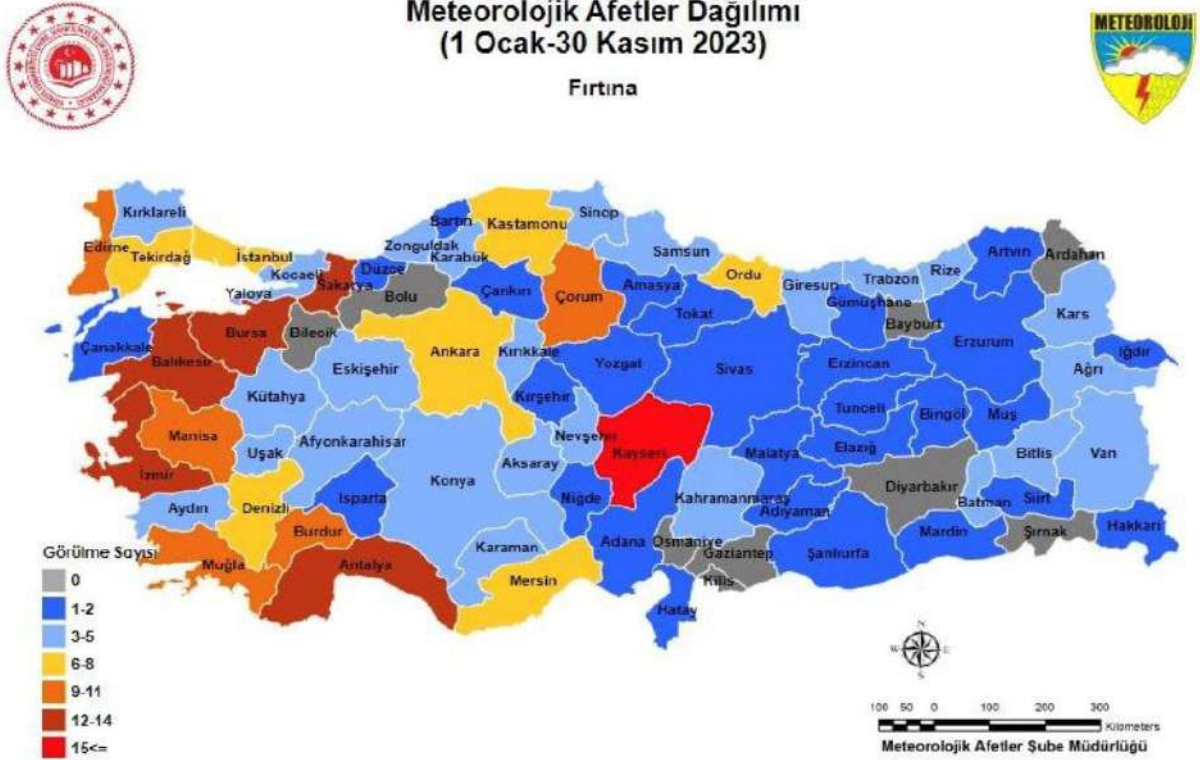 Meteorolojik Afetler Dağılımı
(1 Ocak-30 Kasım 2023)
Fırtına
METEOROLOJİ
Kırklareli
Edirne
Tekirdağ
İstanbul
Kocaeli
Yalova
Sakarya
Düzce
Bolu
Zonguldak
Bartın
Karabük
Kastamonu
Sinop
Samsun
Çankırı
Çorum
Amasya
Tokat
Ordu
Giresun
Trabzon
Rize
Artvin
Ardahan
Gümüşhane
Bayburt
Kars
Erzurum
Iğdır
Ağrı
Çanakkale
Balıkesir
Bursa
Bilecik
Eskişehir
Ankara
Kırıkkale
Yozgat
Sivas
Erzincan
Kütahya
Kırşehir
Tunceli
Bingöl
Muş
Manisa
Uşak
Afyonkarahisar
Nevşehir
Kayseri
Malatya
Elazığ
Bitlis
Van
İzmir
Aksaray
Konya
Aydın
Denizli
Isparta
Niğde
Kahramanmaraş
Adıyaman
Diyarbakır
Batman
Siirt
Burdur
Muğla
Antalya
Karaman
Mersin
Adana
Osmaniye
Gaziantep
Kilis
Şanlıurfa
Mardin
Şırnak
Hakkari
Hatay
Görülme Sayısı
0
1-2
3-5
6-8
9-11
12-14
15<=
N
W E
S
100 50 0 100 200 300
Kilometers
Meteorolojik Afetler Şube Müdürlüğü